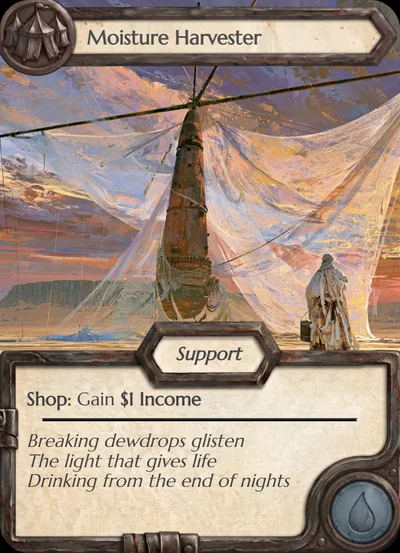 Moisture Harvester
Support
Shop: Gain $1 Income
Breaking dewdrops glisten
The light that gives life
Drinking from the end of nights